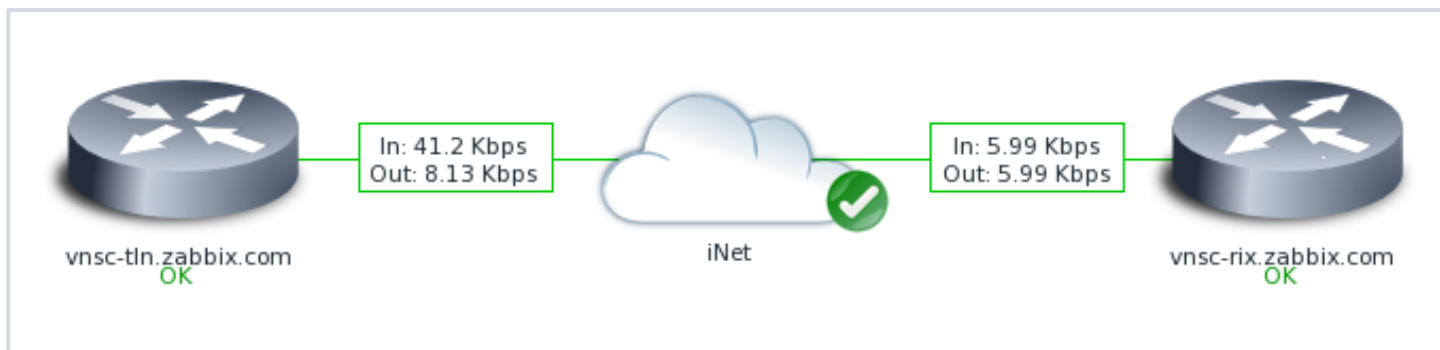 In: 41.2 Kbps
Out: 8.13 Kbps
In: 5.99 Kbps
Out: 5.99 Kbps
vnsc-tln.zabbix.com
OK
iNet
vnsc-rix.zabbix.com
OK